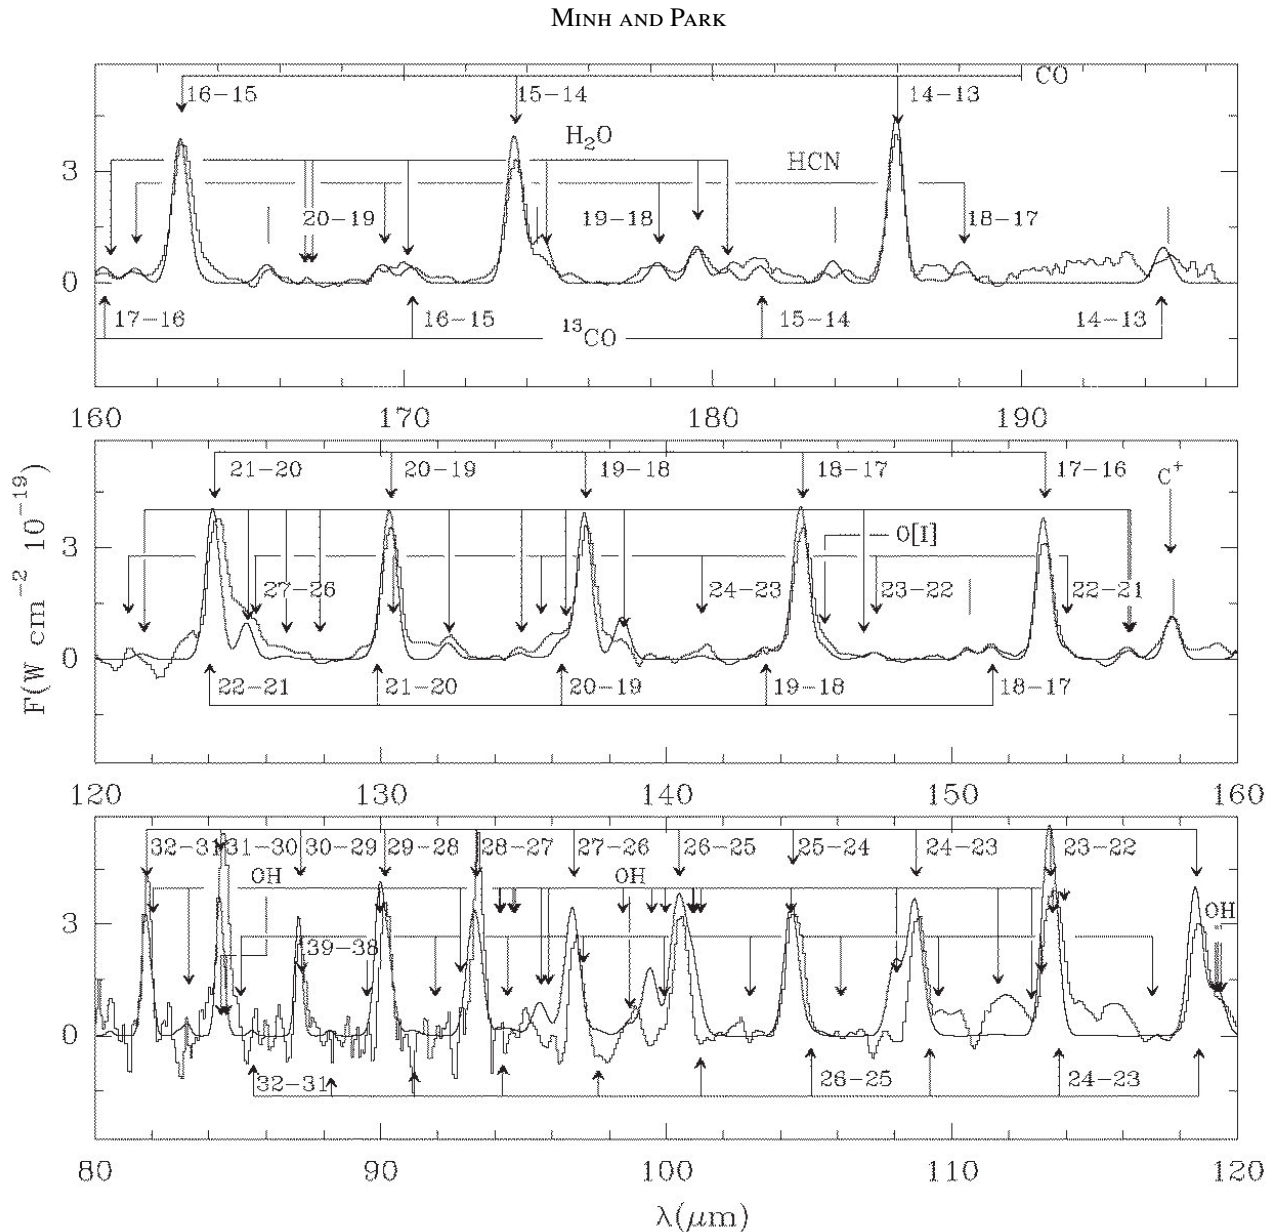 MINH AND PARK
CO
16-15 15-14 14-13
H₂O
HCN
3
20-19 19-18 18-17
0
17-16 16-15 ¹³CO 15-14 14-13
160 170 180 190
21-20 20-19 19-18 18-17 17-16 C⁺
3
O[I]
27-26 24-23 23-22 22-21
0
22-21 21-20 20-19 19-18 18-17
F(W cm⁻² 10⁻¹⁹)
120 130 140 150 160
32-31 31-30 30-29 29-28 28-27 27-26 26-25 25-24 24-23 23-22
OH OH
3 OH
39-38
0
32-31 26-25 24-23
80 90 100 110 120
λ(μm)